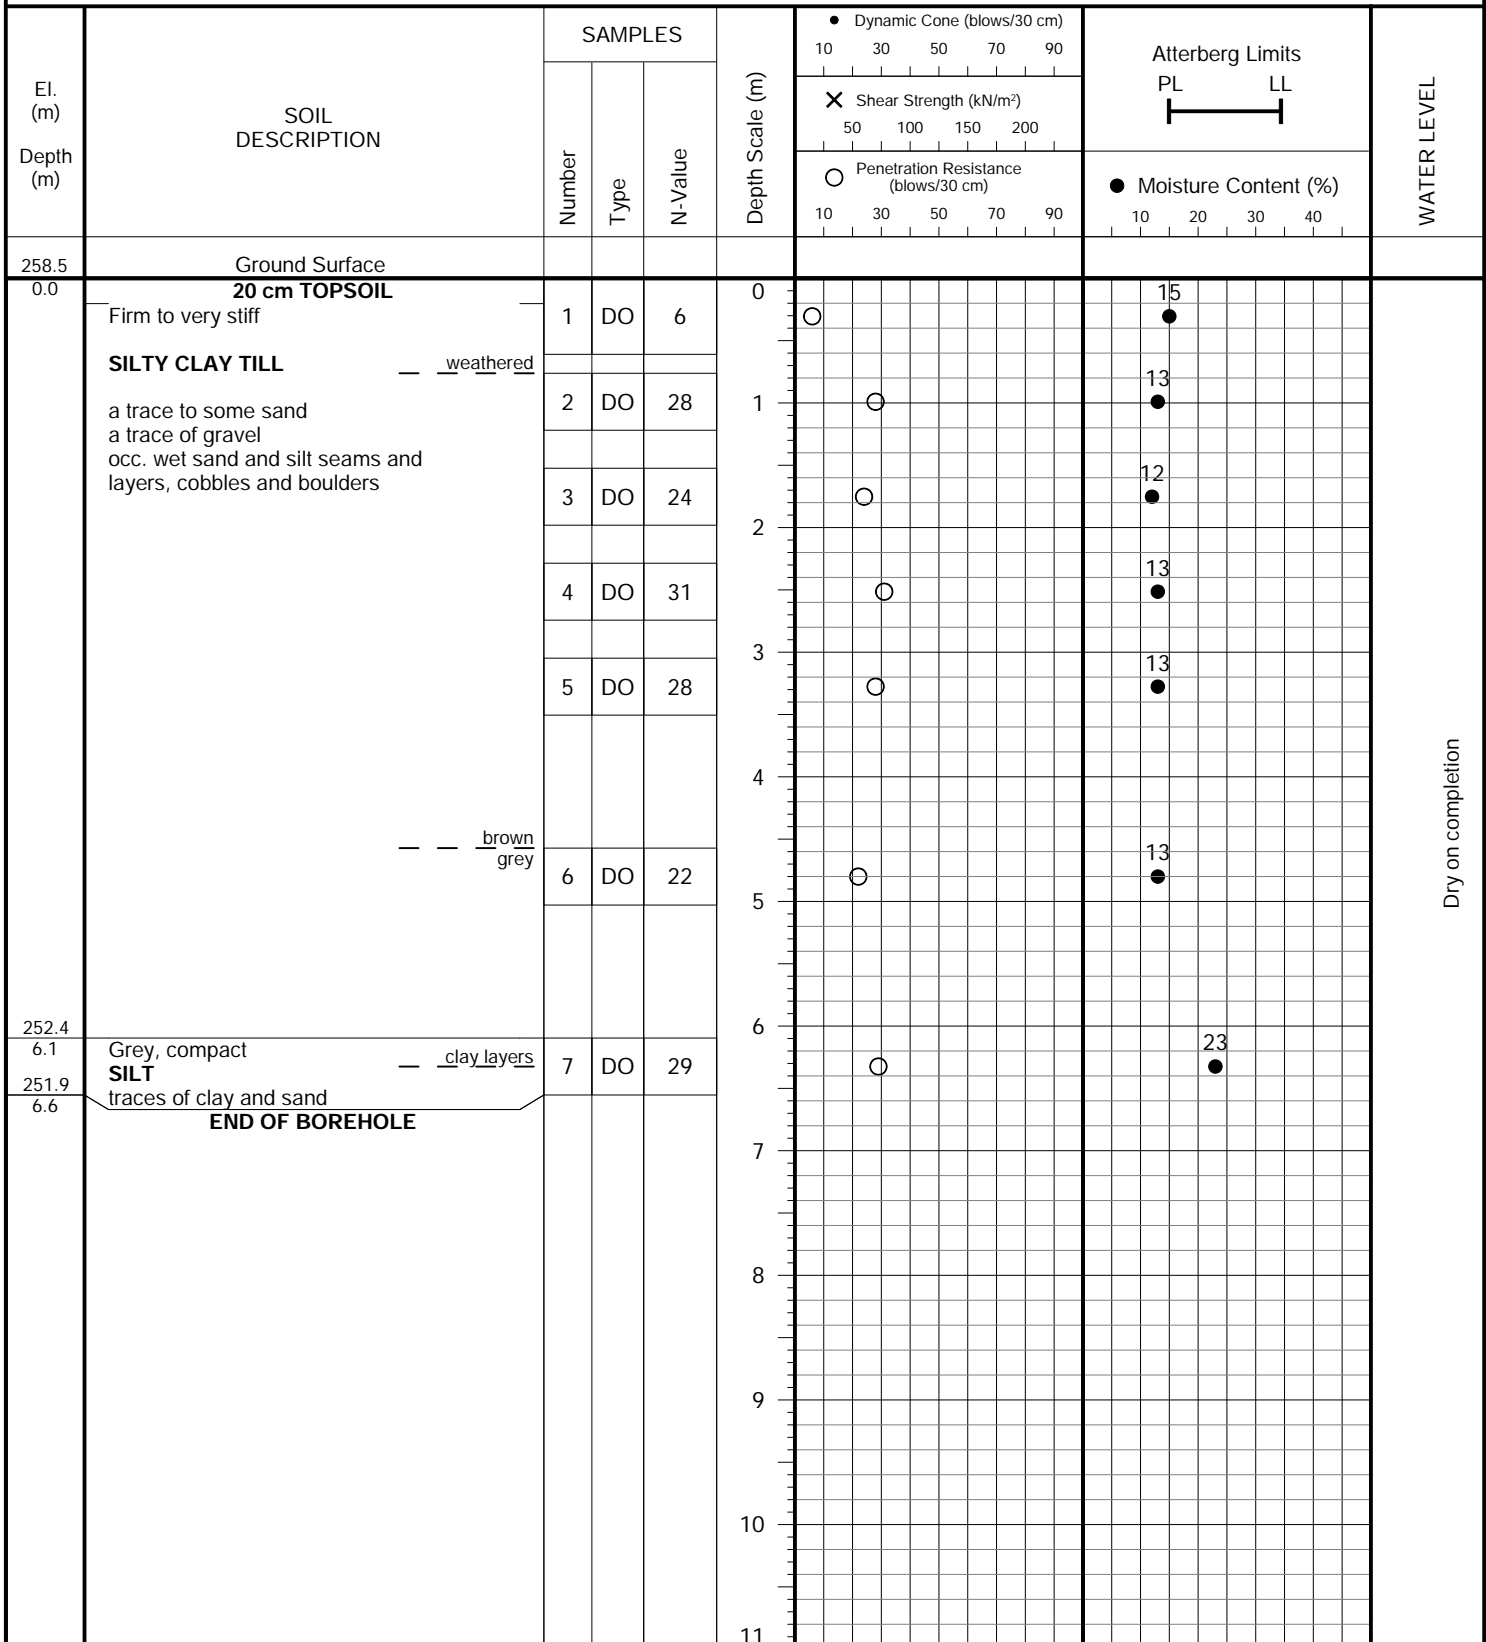 El.
(m)
Depth
(m)
SOIL
DESCRIPTION
SAMPLES
Number
Type
N-Value
Depth Scale (m)
Dynamic Cone (blows/30 cm)
10 30 50 70 90
Shear Strength (kN/m²)
50 100 150 200
Penetration Resistance
(blows/30 cm)
10 30 50 70 90
Atterberg Limits
PL LL
Moisture Content (%)
10 20 30 40
WATER LEVEL
258.5 Ground Surface
0.0 20 cm TOPSOIL 0 15
Firm to very stiff 1 DO 6
SILTY CLAY TILL weathered
13
a trace to some sand 2 DO 28 1
a trace of gravel
occ. wet sand and silt seams and
12
layers, cobbles and boulders
3 DO 24
2
13
4 DO 31
3
13
5 DO 28
4
Dry on completion
brown
grey
13
6 DO 22
5
252.4 6
6.1 Grey, compact clay layers 23
SILT 7 DO 29
251.9
traces of clay and sand
6.6
END OF BOREHOLE
7
8
9
10
11